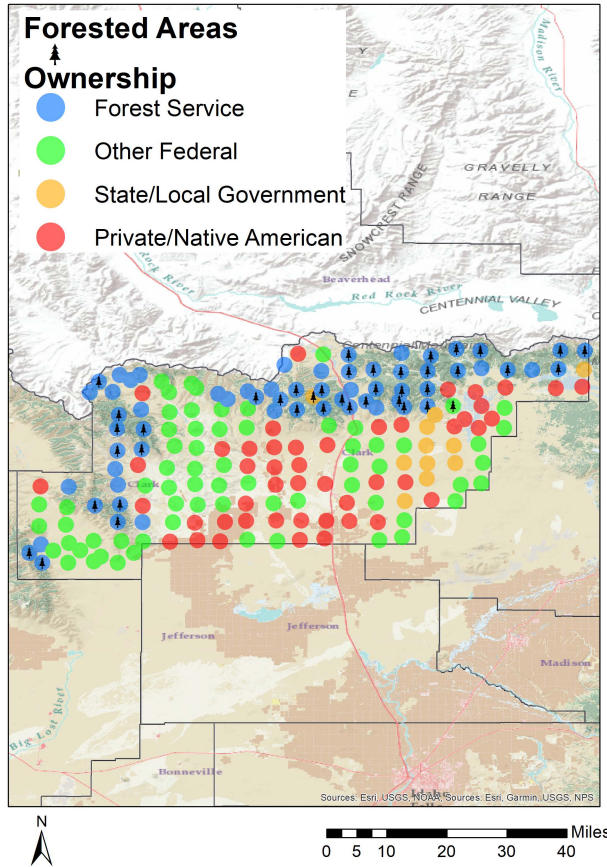 Forested Areas
Ownership
Forest Service
Other Federal
State/Local Government
Private/Native American
Madison River
GRAVELLY
RANGE
SNOWCREST RANGE
Beaverhead
Rock River
Red Rock River
CENTENNIAL VALLEY
Clark
Clark
Jefferson
Jefferson
Madison
Big Lost River
Bonneville
Sources: Esri, USGS, NOAA, Sources: Esri, Garmin, USGS, NPS
N
Miles
0 5 10 20 30 40